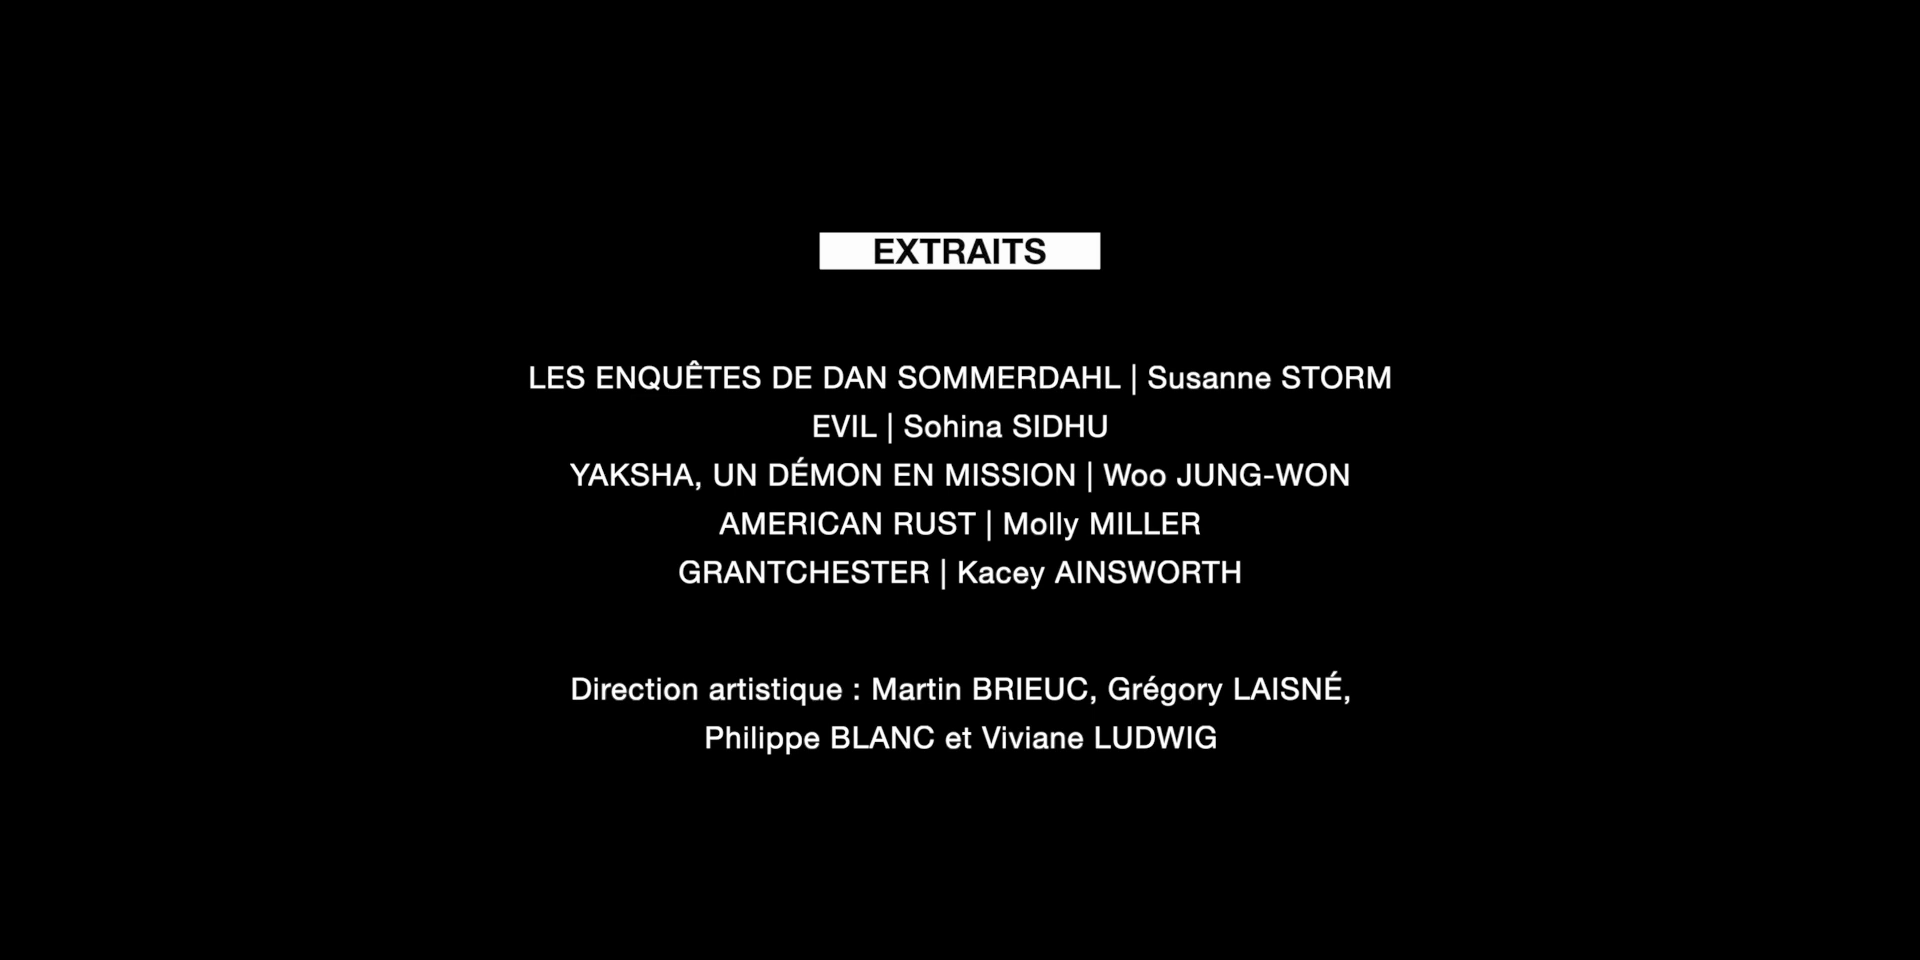 EXTRAITS
LES ENQUÊTES DE DAN SOMMERDAHL | Susanne STORM
EVIL | Sohina SIDHU
YAKSHA, UN DÉMON EN MISSION | Woo JUNG-WON
AMERICAN RUST | Molly MILLER
GRANTCHESTER | Kacey AINSWORTH
Direction artistique : Martin BRIEUC, Grégory LAISNÉ,
Philippe BLANC et Viviane LUDWIG